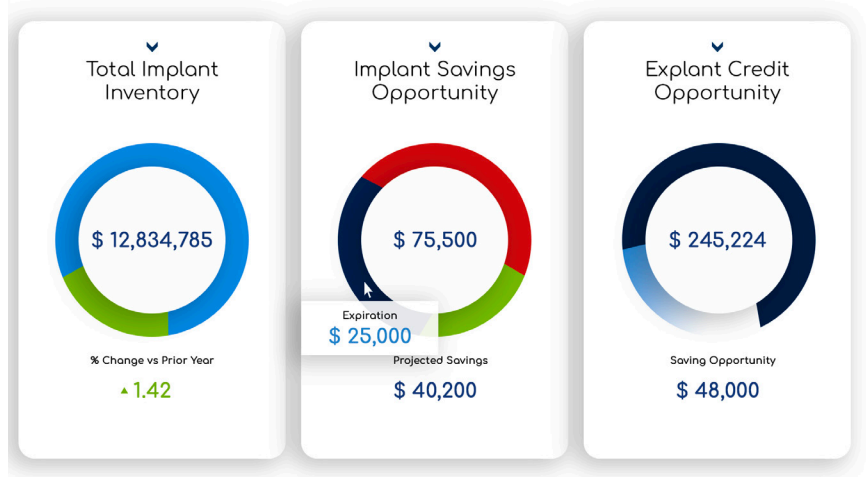 Total Implant
Inventory
$ 12,834,785
% Change vs Prior Year
1.42
Implant Savings
Opportunity
$ 75,500
Expiration
$ 25,000
Projected Savings
$ 40,200
Explant Credit
Opportunity
$ 245,224
Saving Opportunity
$ 48,000